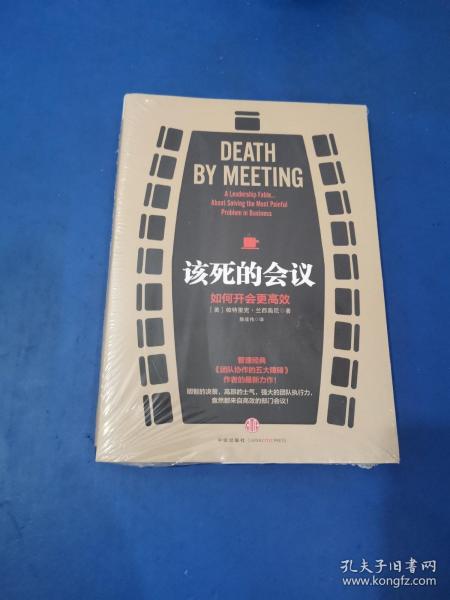 DEATH
BY MEETING
A Leadership Fable...
About Solving the Most Painful
Problem in Business
该死的会议
如何开会更高效
[美] 帕特里克·兰西奥尼 著
译
管理经典
《团队协作的五大障碍》
作者的最新力作!
明智的决策、高昂的士气、强大的团队执行力,
竟然都来自高效的部门会议!
中信出版社 CHINA CITIC PRESS
孔夫子旧书网
www.kongfz.com